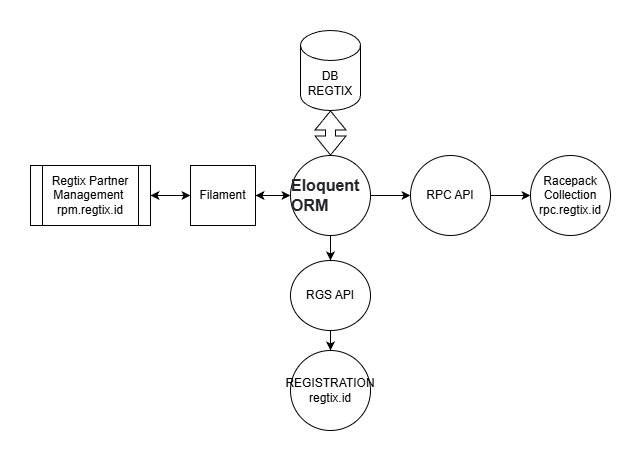 DB
REGTIX
Regtix Partner
Management
rpm.regtix.id
Filament
Eloquent
ORM
RPC API
Racepack
Collection
rpc.regtix.id
RGS API
REGISTRATION
regtix.id